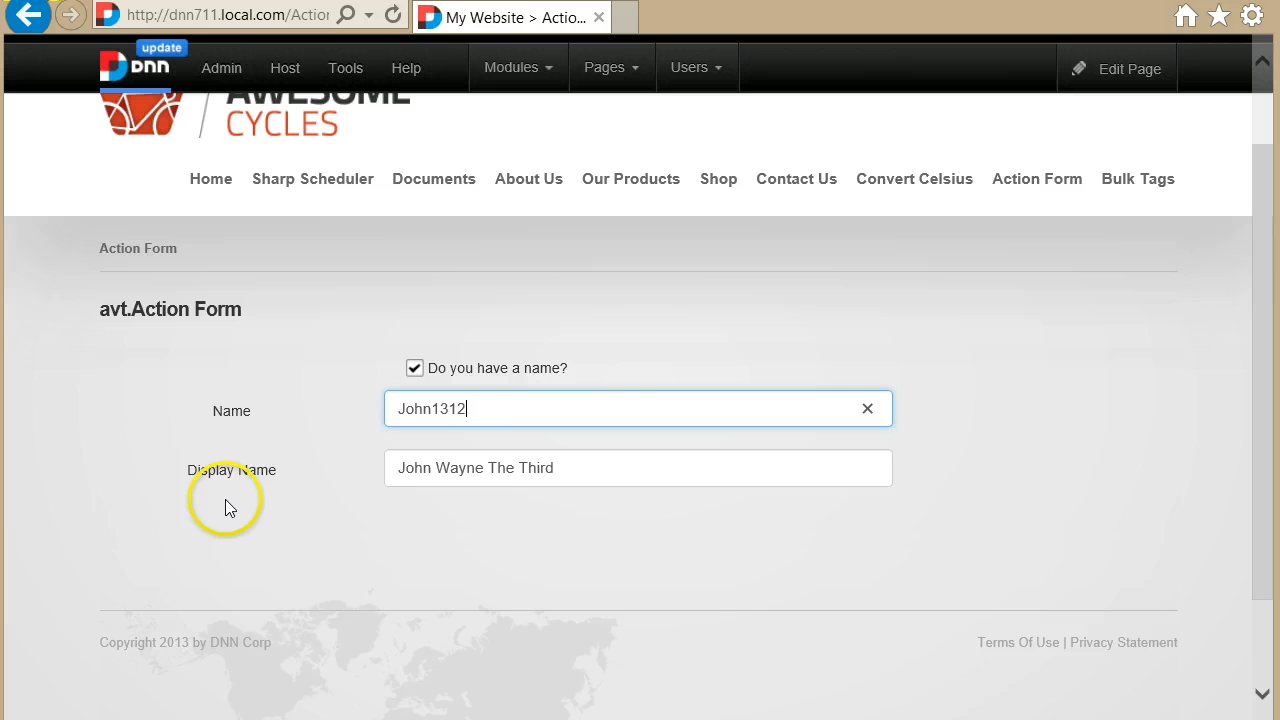 http://dnn711.local.com/Action
My Website > Actio...
update
DNN
Admin
Host
Tools
Help
Modules
Pages
Users
Edit Page
AWESOME
CYCLES
Home
Sharp Scheduler
Documents
About Us
Our Products
Shop
Contact Us
Convert Celsius
Action Form
Bulk Tags
Action Form
avt.Action Form
Do you have a name?
Name
John1312
Display Name
John Wayne The Third
Copyright 2013 by DNN Corp
Terms Of Use | Privacy Statement